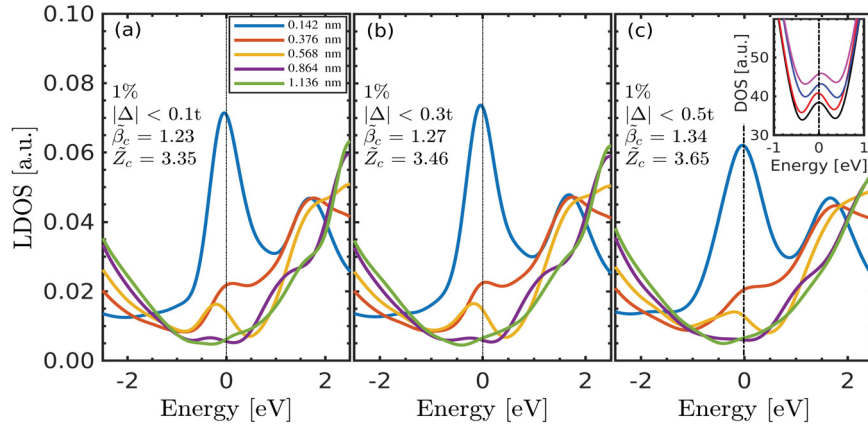 (a)
0.142 nm
0.376 nm
0.568 nm
0.864 nm
1.136 nm
1%
|Δ| < 0.1t
β̃c = 1.23
Z̃c = 3.35
(b)
1%
|Δ| < 0.3t
β̃c = 1.27
Z̃c = 3.46
(c)
1%
|Δ| < 0.5t
β̃c = 1.34
Z̃c = 3.65
DOS [a.u.]
50
40
30
-1 0 1
Energy [eV]
LDOS [a.u.]
0.10
0.08
0.06
0.04
0.02
0.00
-2 0 2
-2 0 2
-2 0 2
Energy [eV]
Energy [eV]
Energy [eV]